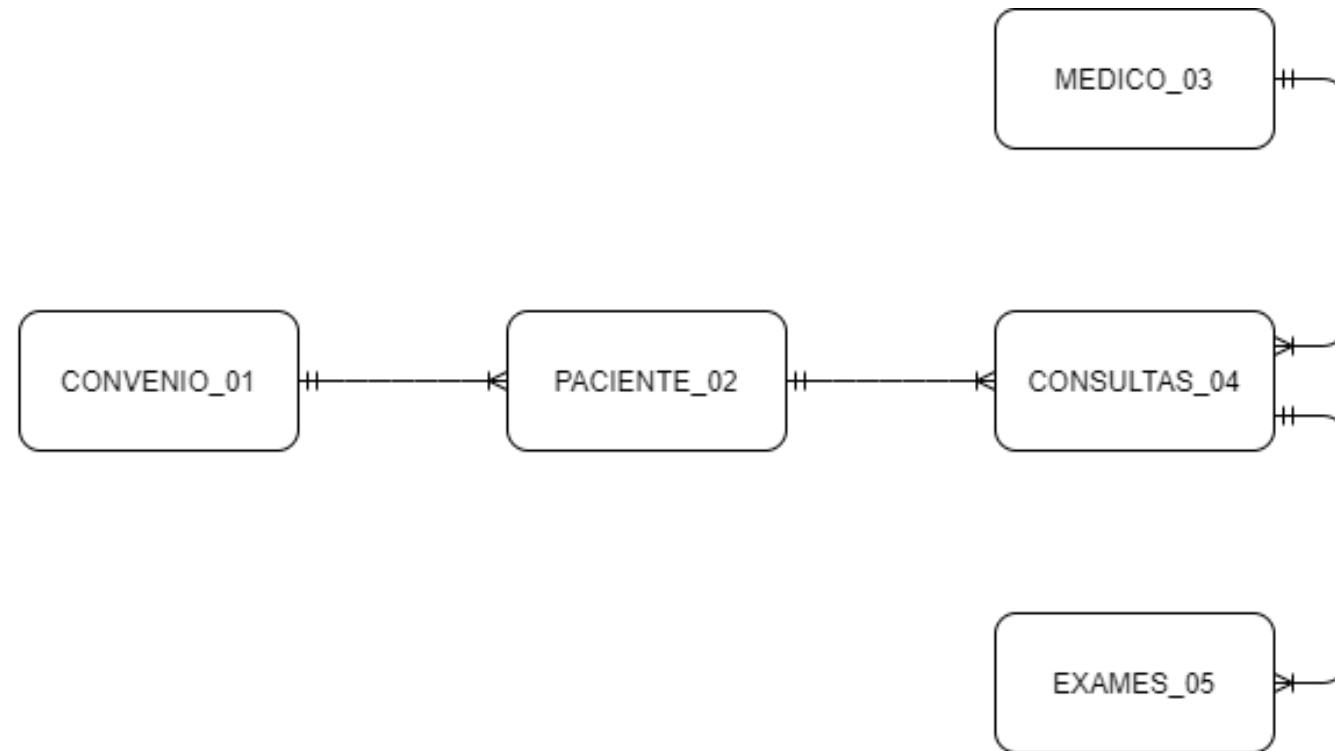 MEDICO_03
CONVENIO_01
PACIENTE_02
CONSULTAS_04
EXAMES_05